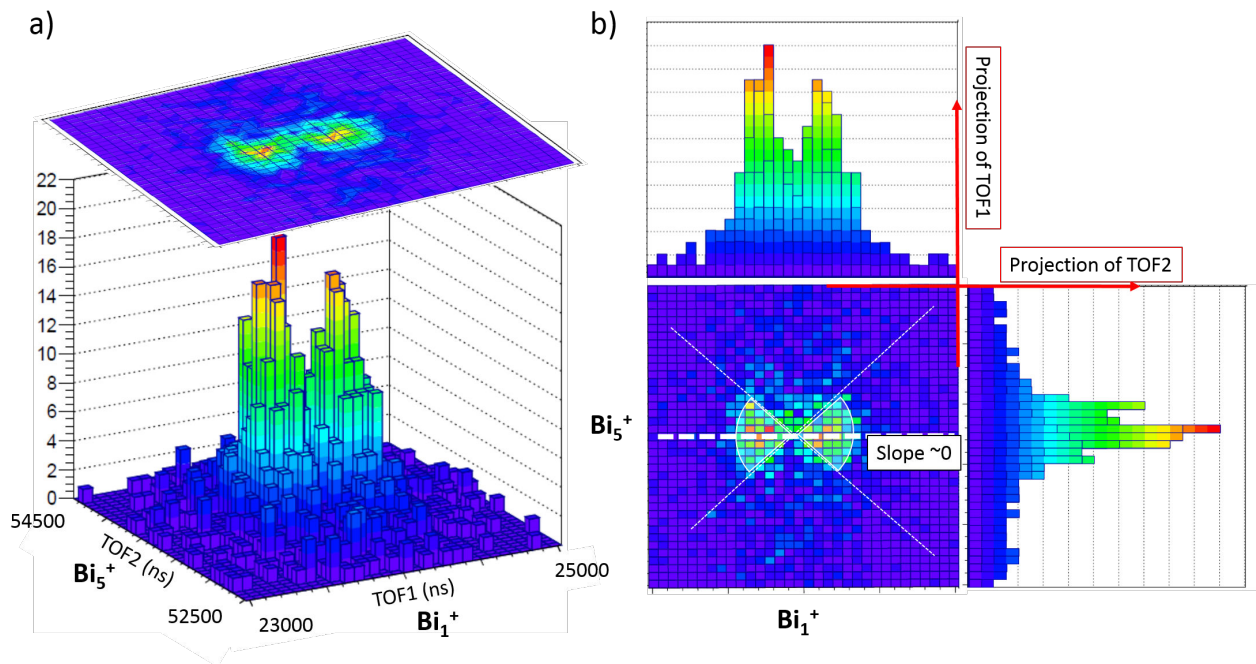 a)
22
20
18
16
14
12
10
8
6
4
2
0
54500
TOF2 (ns)
Bi5+
52500
23000
TOF1 (ns)
Bi1+
25000
b)
Projection of TOF1
Projection of TOF2
Bi5+
Slope ~0
Bi1+